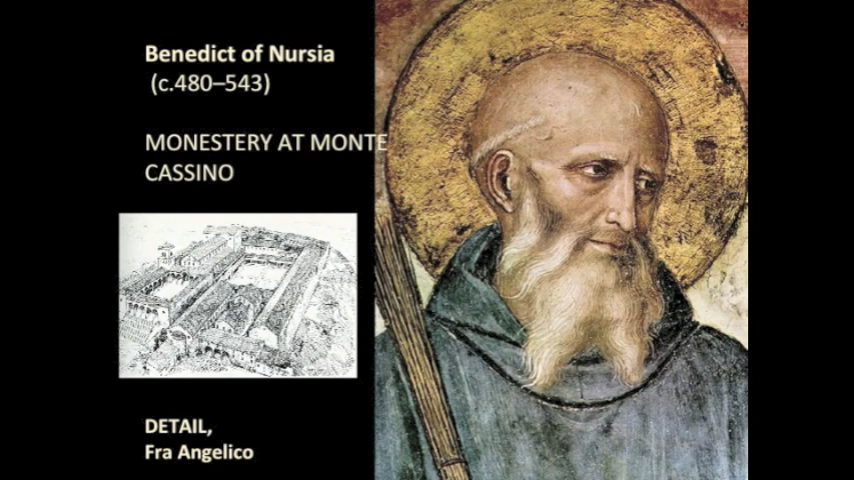 Benedict of Nursia
(c.480–543)
MONESTERY AT MONTE
CASSINO
DETAIL,
Fra Angelico